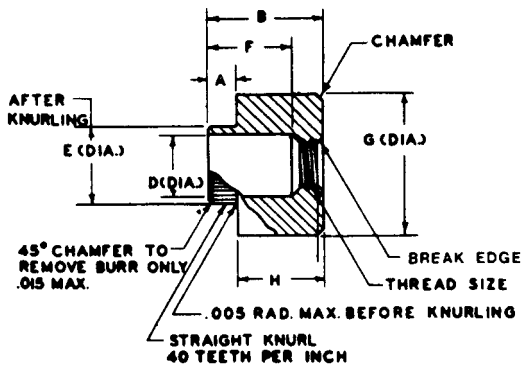 B
F
CHAMFER
A
AFTER
KNURLING
E (DIA.)
G (DIA.)
D(DIA.)
45° CHAMFER TO
REMOVE BURR ONLY
.015 MAX.
BREAK EDGE
H
THREAD SIZE
.005 RAD. MAX. BEFORE KNURLING
STRAIGHT KNURL
40 TEETH PER INCH